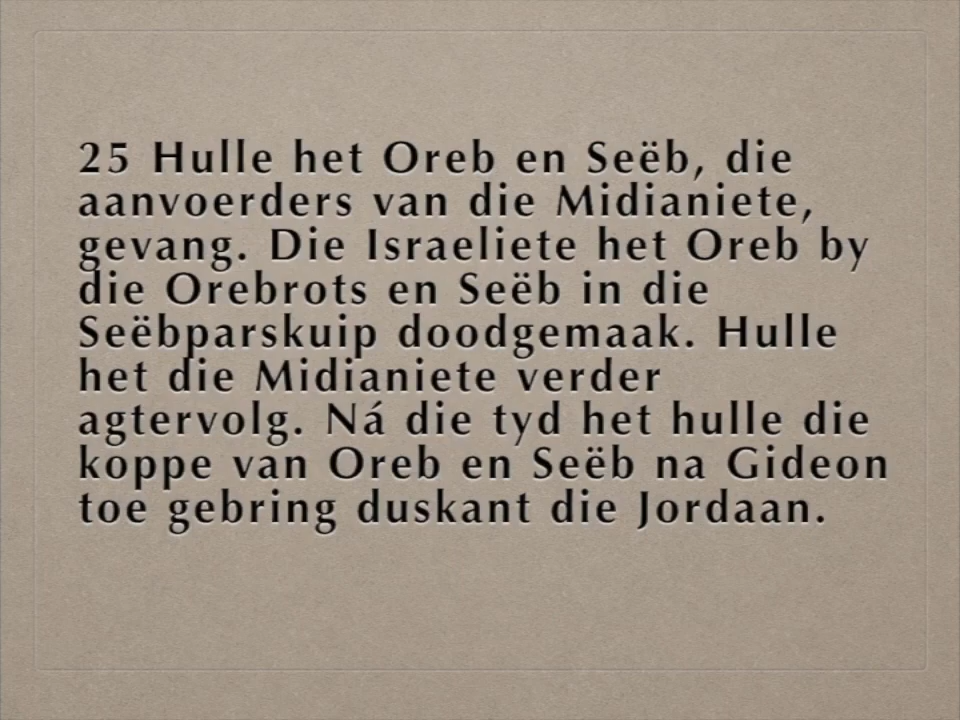 25 Hulle het Oreb en Seëb, die
aanvoerders van die Midianiete,
gevang. Die Israeliete het Oreb by
die Orebrots en Seëb in die
Seëbparskuip doodgemaak. Hulle
het die Midianiete verder
agtervolg. Ná die tyd het hulle die
koppe van Oreb en Seëb na Gideon
toe gebring duskant die Jordaan.